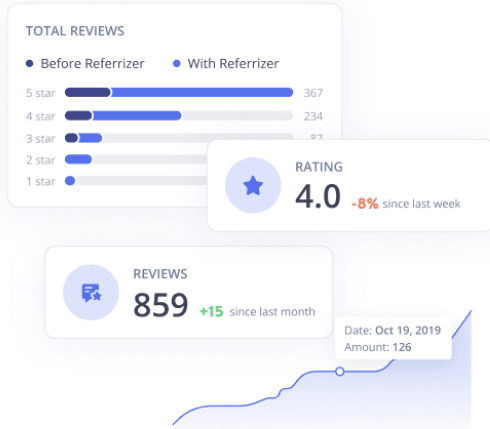 TOTAL REVIEWS
Before Referrizer With Referrizer
5 star 367
4 star 234
3 star 87
2 star
1 star
RATING
4.0 -8% since last week
REVIEWS
859 +15 since last month
Date: Oct 19, 2019
Amount: 126